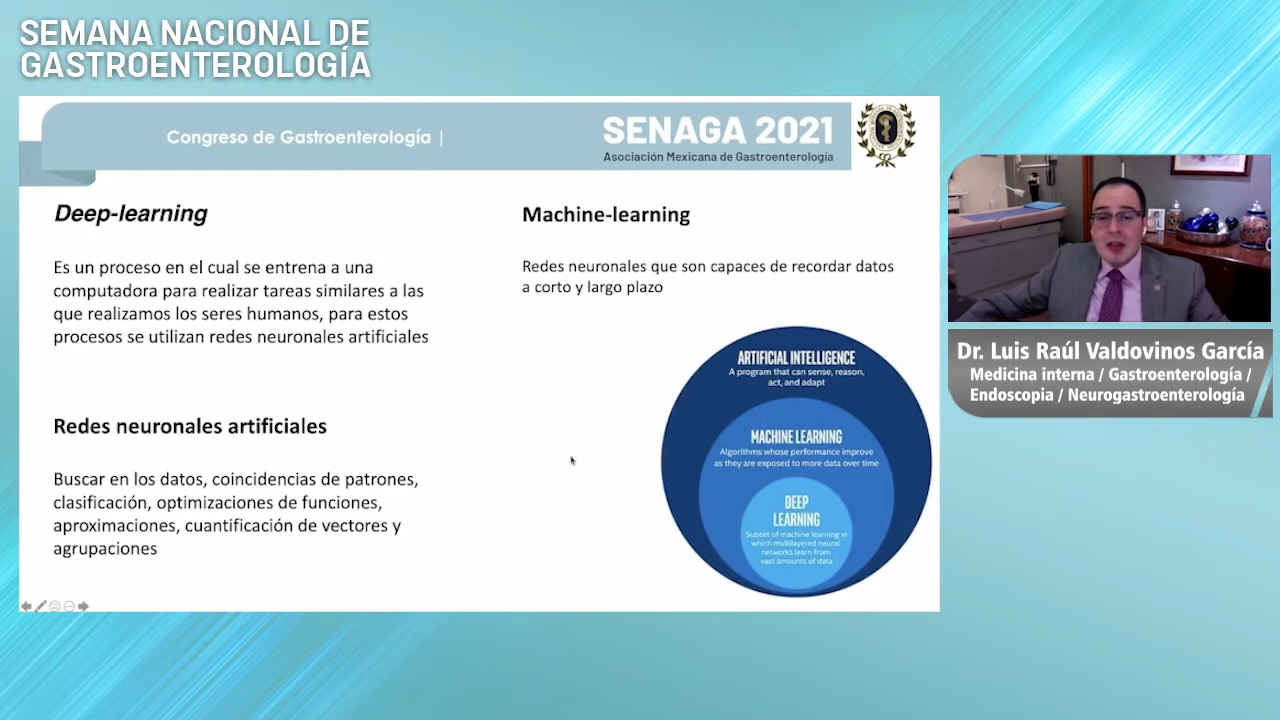 SEMANA NACIONAL DE
GASTROENTEROLOGÍA
Congreso de Gastroenterología |
SENAGA 2021
Asociación Mexicana de Gastroenterología
Deep-learning
Es un proceso en el cual se entrena a una
computadora para realizar tareas similares a las
que realizamos los seres humanos, para estos
procesos se utilizan redes neuronales artificiales
Redes neuronales artificiales
Buscar en los datos, coincidencias de patrones,
clasificación, optimizaciones de funciones,
aproximaciones, cuantificación de vectores y
agrupaciones
Machine-learning
Redes neuronales que son capaces de recordar datos
a corto y largo plazo
ARTIFICIAL INTELLIGENCE
A program that can sense, reason,
act, and adapt
MACHINE LEARNING
Algorithms whose performance improve
as they are exposed to more data over time
DEEP
LEARNING
Subset of machine learning in
which multilayered neural
networks learn from
vast amounts of data
Dr. Luis Raúl Valdovinos García
Medicina interna / Gastroenterología /
Endoscopia / Neurogastroenterología